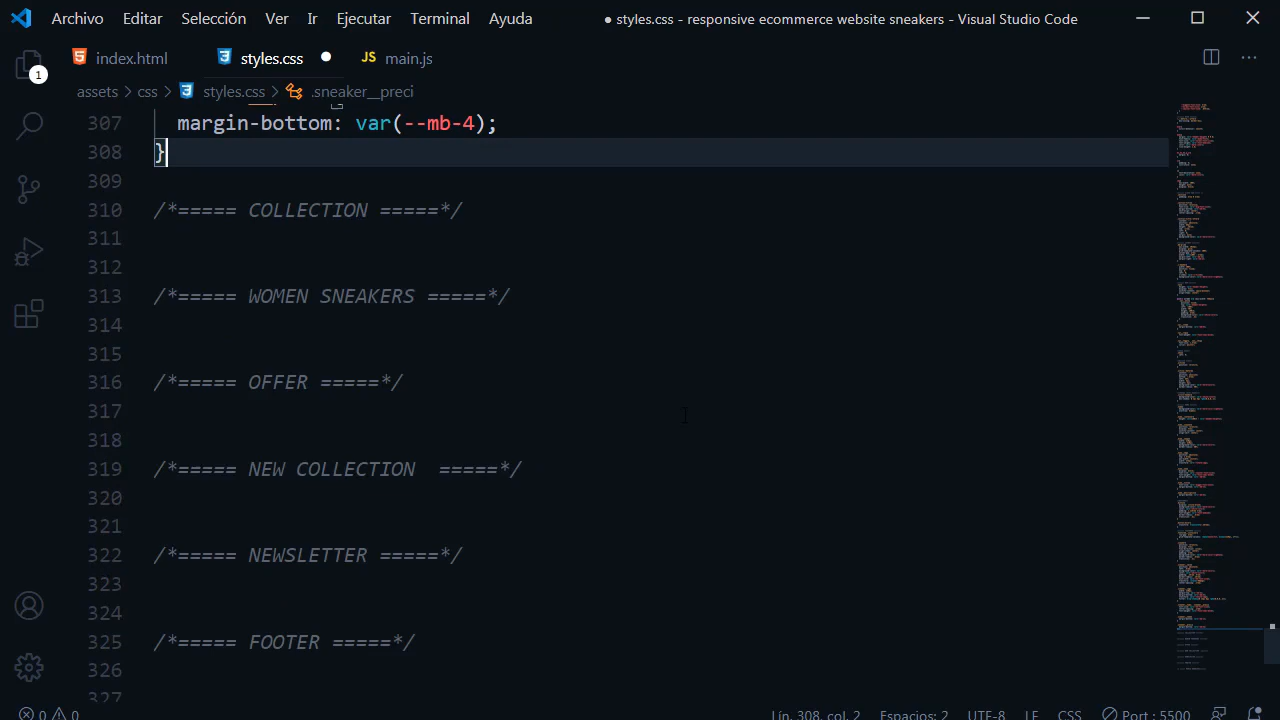 Archivo Editar Selección Ver Ir Ejecutar Terminal Ayuda ● styles.css - responsive ecommerce website sneakers - Visual Studio Code
1
index.html styles.css ● JS main.js ···
assets > css > styles.css > .sneaker__preci
307 margin-bottom: var(--mb-4);
308 }
309
310 /*===== COLLECTION =====*/
311
312
313 /*===== WOMEN SNEAKERS =====*/
314
315
316 /*===== OFFER =====*/
317
318
319 /*===== NEW COLLECTION  =====*/
320
321
322 /*===== NEWSLETTER =====*/
323
324
325 /*===== FOOTER =====*/
326
327
0 0 Lín. 308, col. 2 Espacios: 2 UTF-8 LF CSS Port : 5500